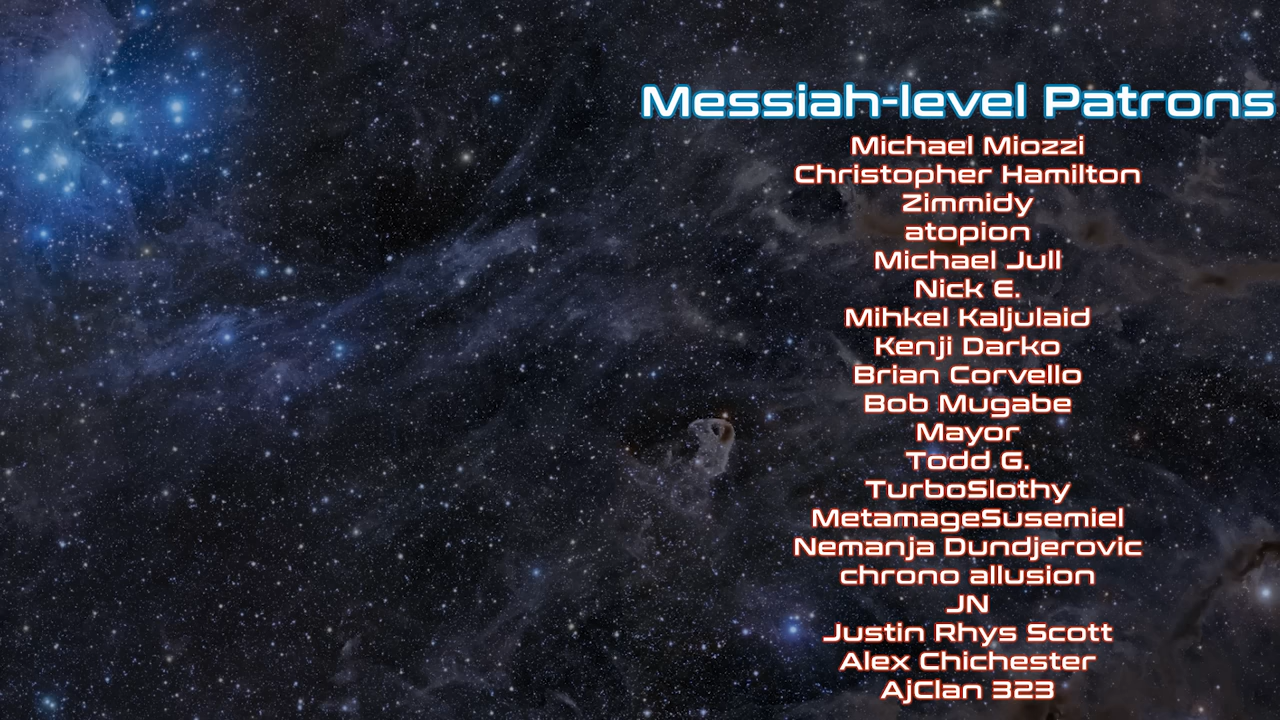 Messiah-level Patrons
Michael Miozzi
Christopher Hamilton
Zimmidy
atopion
Michael Jull
Nick E.
Mihkel Kaljulaid
Kenji Darko
Brian Corvello
Bob Mugabe
Mayor
Todd G.
TurboSlothy
MetamageSusemiel
Nemanja Dundjerovic
chrono allusion
JN
Justin Rhys Scott
Alex Chichester
AjClan 323